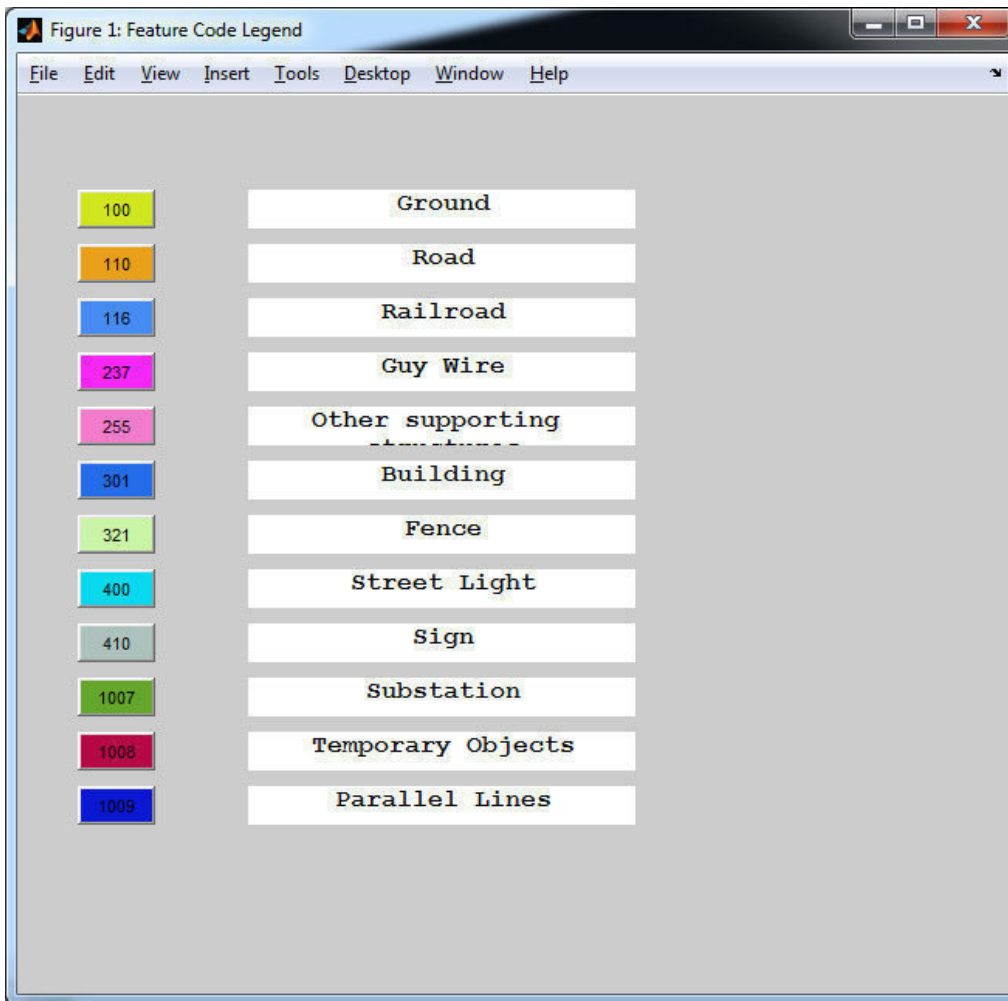 Figure 1: Feature Code Legend
File Edit View Insert Tools Desktop Window Help
100 Ground
110 Road
116 Railroad
237 Guy Wire
255 Other supporting
301 Building
321 Fence
400 Street Light
410 Sign
1007 Substation
1008 Temporary Objects
1009 Parallel Lines